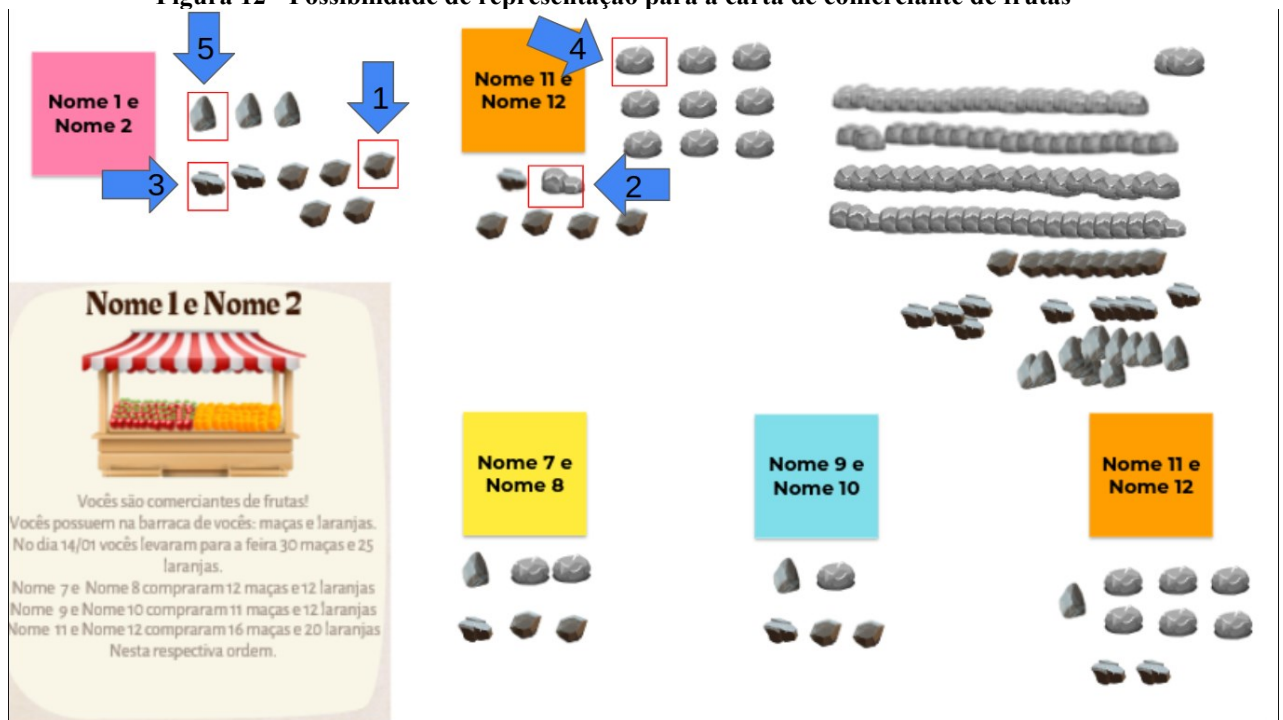 Figura 12 - Possibilidade de representação para a carta de comerciante de frutas
5
4
1
Nome 1 e
Nome 2
Nome 11 e
Nome 12
3
2
Nome 1 e Nome 2
Vocês são comerciantes de frutas!
Vocês possuem na barraca de vocês: maças e laranjas.
No dia 14/01 vocês levaram para a feira 30 maças e 25
laranjas.
Nome 7 e Nome 8 compraram 12 maças e 12 laranjas
Nome 9 e Nome 10 compraram 11 maças e 12 laranjas
Nome 11 e Nome 12 compraram 16 maças e 20 laranjas
Nesta respectiva ordem.
Nome 7 e
Nome 8
Nome 9 e
Nome 10
Nome 11 e
Nome 12